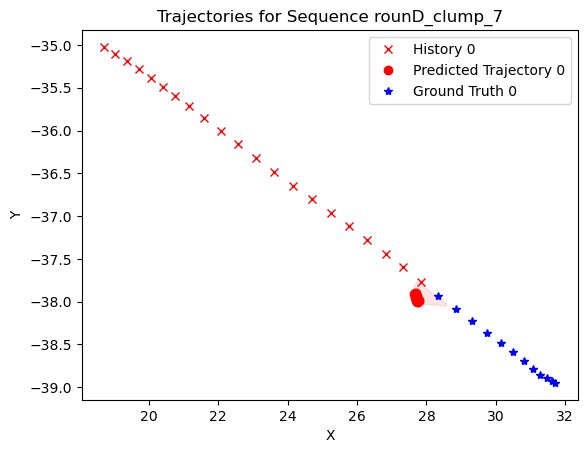 Trajectories for Sequence rounD_clump_7
History 0
Predicted Trajectory 0
Ground Truth 0
−35.0
−35.5
−36.0
−36.5
−37.0
−37.5
−38.0
−38.5
−39.0
Y
20 22 24 26 28 30 32
X